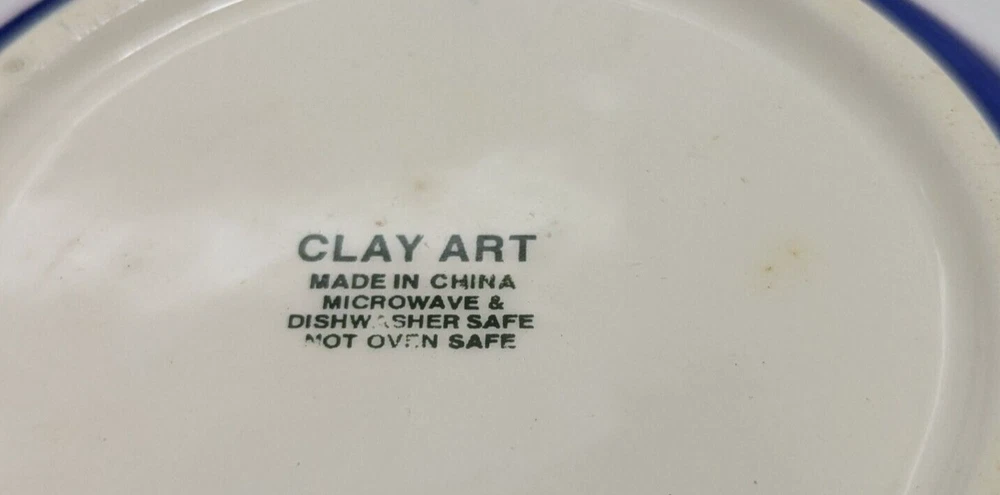 CLAY ART
MADE IN CHINA
MICROWAVE &
DISHWASHER SAFE
NOT OVEN SAFE